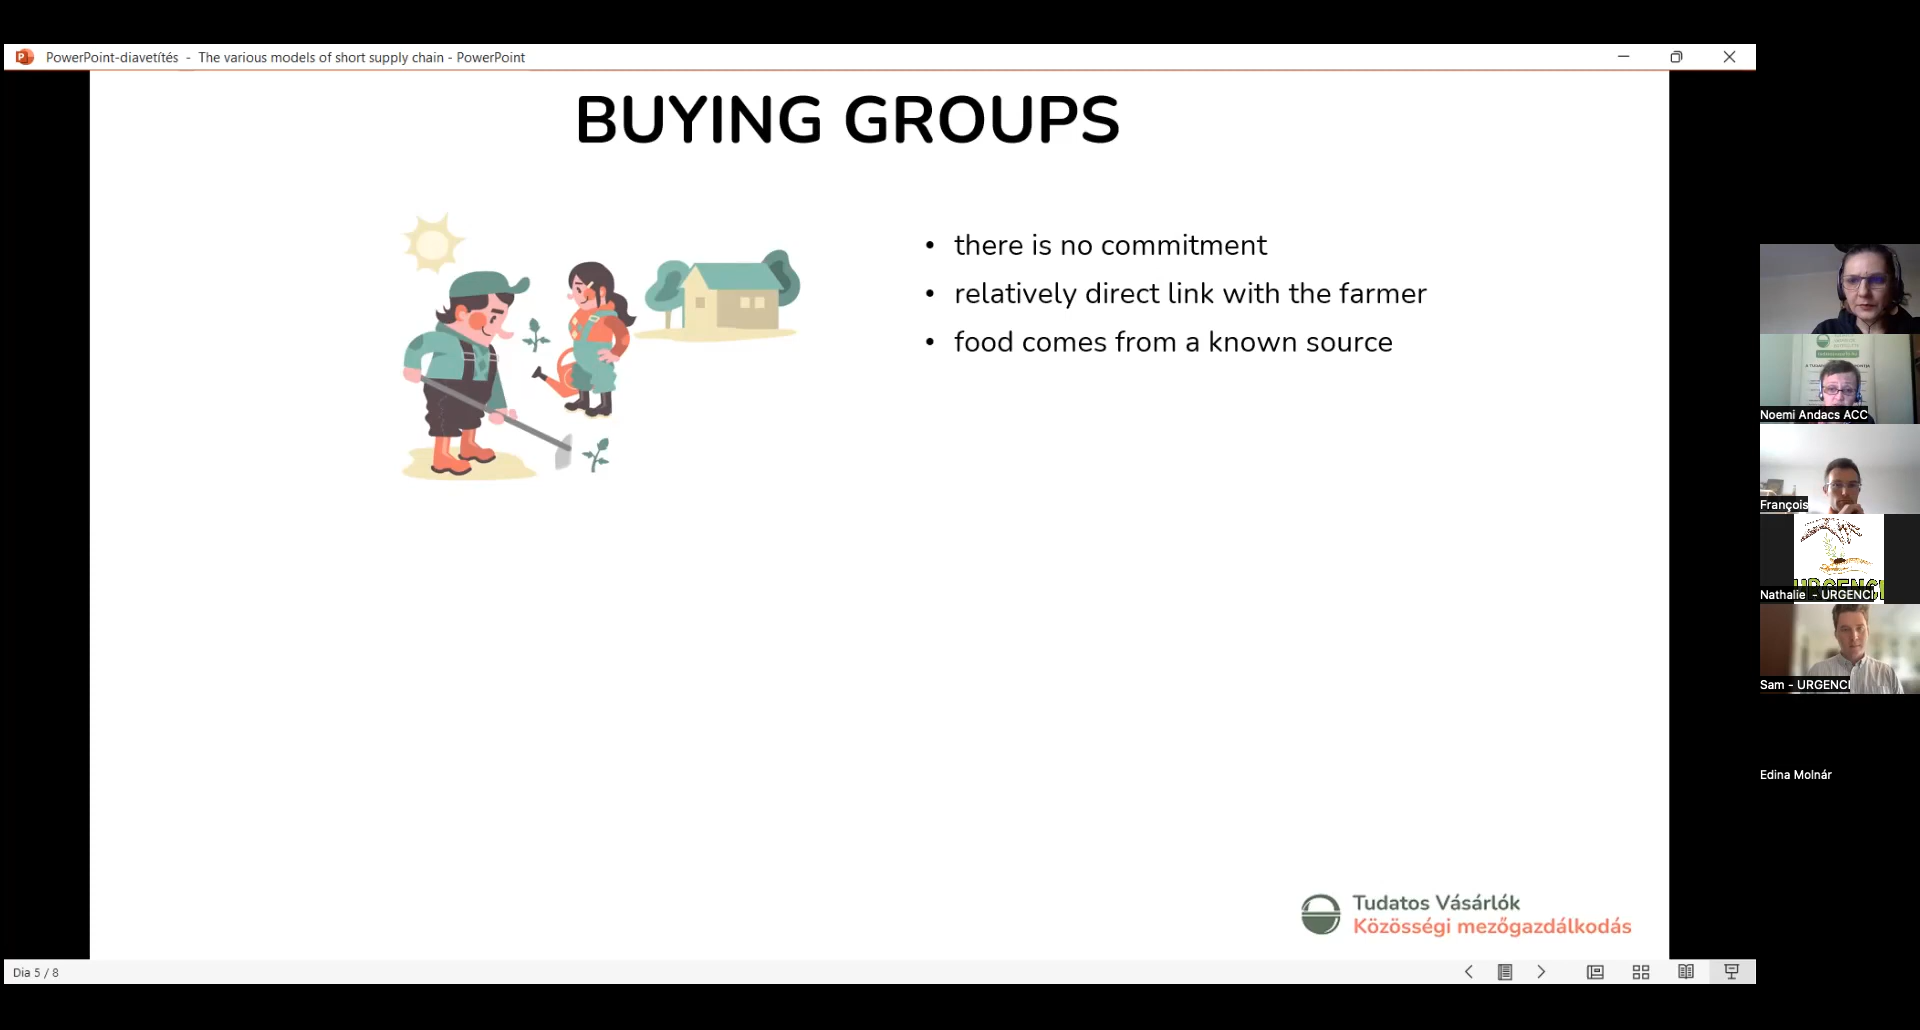 PowerPoint-diavetítés - The various models of short supply chain - PowerPoint
BUYING GROUPS
• there is no commitment
• relatively direct link with the farmer
• food comes from a known source
Tudatos Vásárlók
Közösségi mezőgazdálkodás
Dia 5 / 8
Noemi Andacs ACC
François
URGENCI
Nathalie - URGENCI
Sam - URGENCI
Edina Molnár